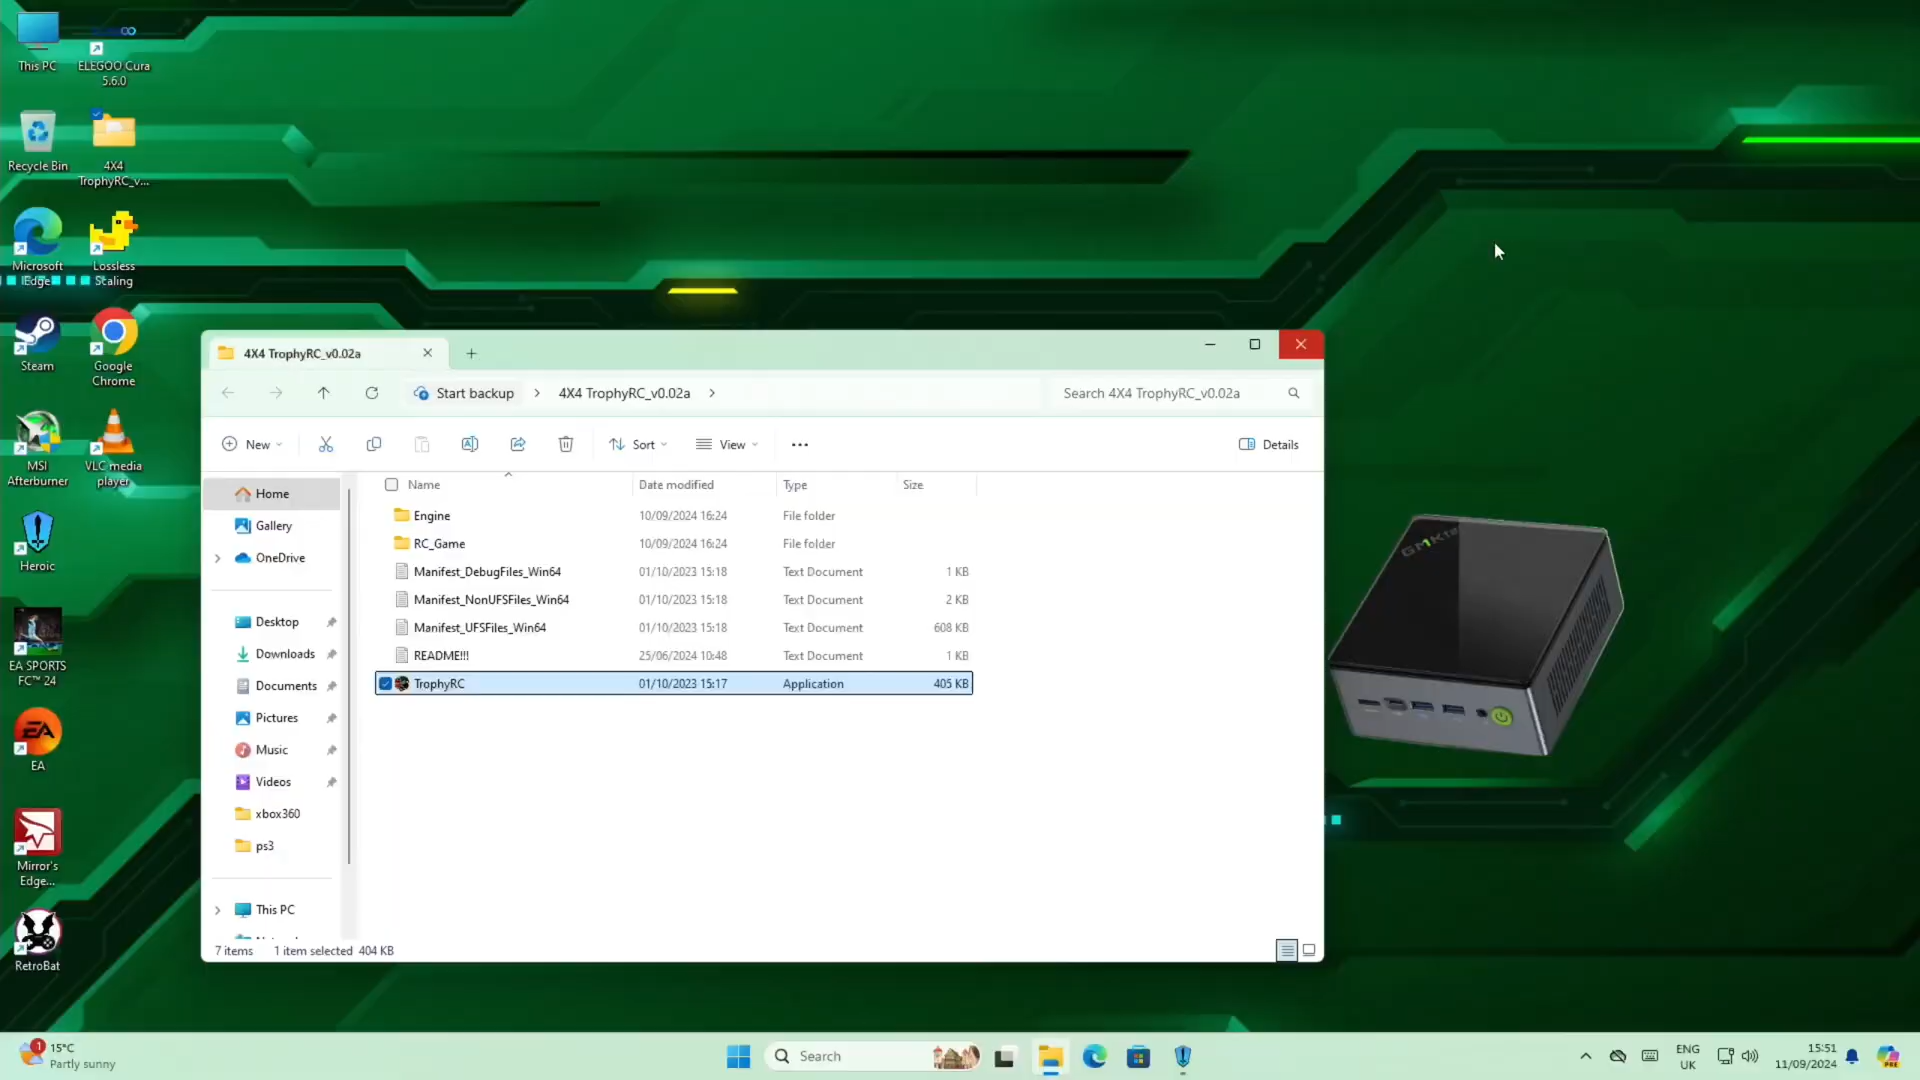 This PC
ELEGOO Cura
5.6.0
Recycle Bin
4X4
TrophyRC_v...
Microsoft
Edge
Lossless
Scaling
Steam
Google
Chrome
MSI
Afterburner
VLC media
player
Heroic
EA SPORTS
FC™ 24
EA
EA
Mirror's
Edge...
RetroBat
4X4 TrophyRC_v0.02a
Start backup > 4X4 TrophyRC_v0.02a >
Search 4X4 TrophyRC_v0.02a
New
Sort
View
Details
Home
Gallery
OneDrive
Desktop
Downloads
Documents
Pictures
Music
Videos
xbox360
ps3
This PC
Name Date modified Type Size
Engine 10/09/2024 16:24 File folder
RC_Game 10/09/2024 16:24 File folder
Manifest_DebugFiles_Win64 01/10/2023 15:18 Text Document 1 KB
Manifest_NonUFSFiles_Win64 01/10/2023 15:18 Text Document 2 KB
Manifest_UFSFiles_Win64 01/10/2023 15:18 Text Document 608 KB
README!!! 25/06/2024 10:48 Text Document 1 KB
TrophyRC 01/10/2023 15:17 Application 405 KB
7 items 1 item selected 404 KB
1
15°C
Partly sunny
Search
ENG
UK
15:51
11/09/2024
PRE